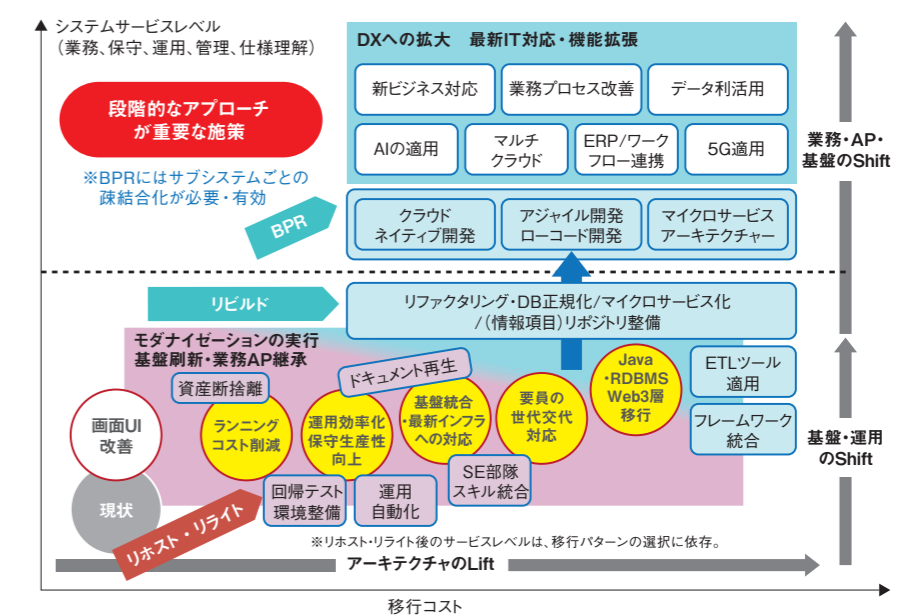 システムサービスレベル
（業務、保守、運用、管理、仕様理解）
段階的なアプローチ
が重要な施策
※BPRにはサブシステムごとの
疎結合化が必要・有効
DXへの拡大　最新IT対応・機能拡張
新ビジネス対応
業務プロセス改善
データ利活用
AIの適用
マルチ
クラウド
ERP/ワーク
フロー連携
5G適用
業務・AP・
基盤のShift
BPR
クラウド
ネイティブ開発
アジャイル開発
ローコード開発
マイクロサービス
アーキテクチャー
リビルド
リファクタリング・DB正規化/マイクロサービス化
/（情報項目）リポジトリ整備
モダナイゼーションの実行
基盤刷新・業務AP継承
資産断捨離
ドキュメント再生
画面UI
改善
ランニング
コスト削減
運用効率化
保守生産性
向上
基盤統合
・最新インフラ
への対応
要員の
世代交代
対応
Java
・RDBMS
Web3層
移行
ETLツール
適用
フレームワーク
統合
基盤・運用
のShift
現状
リホスト・リライト
回帰テスト
環境整備
運用
自動化
SE部隊
スキル統合
※リホスト・リライト後のサービスレベルは、移行パターンの選択に依存。
アーキテクチャのLift
移行コスト